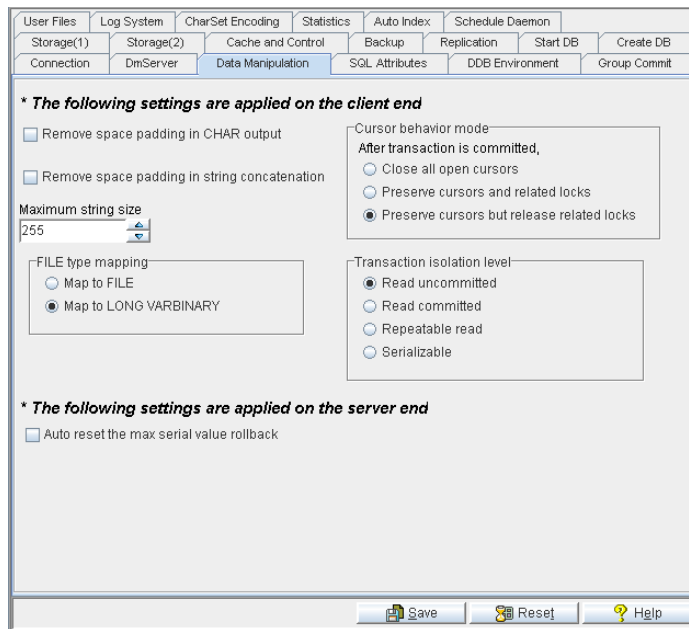 User Files Log System CharSet Encoding Statistics Auto Index Schedule Daemon
Storage(1) Storage(2) Cache and Control Backup Replication Start DB Create DB
Connection DmServer Data Manipulation SQL Attributes DDB Environment Group Commit
* The following settings are applied on the client end
Remove space padding in CHAR output
Remove space padding in string concatenation
Maximum string size
255
FILE type mapping
Map to FILE
Map to LONG VARBINARY
Cursor behavior mode
After transaction is committed,
Close all open cursors
Preserve cursors and related locks
Preserve cursors but release related locks
Transaction isolation level
Read uncommitted
Read committed
Repeatable read
Serializable
* The following settings are applied on the server end
Auto reset the max serial value rollback
Save Reset Help